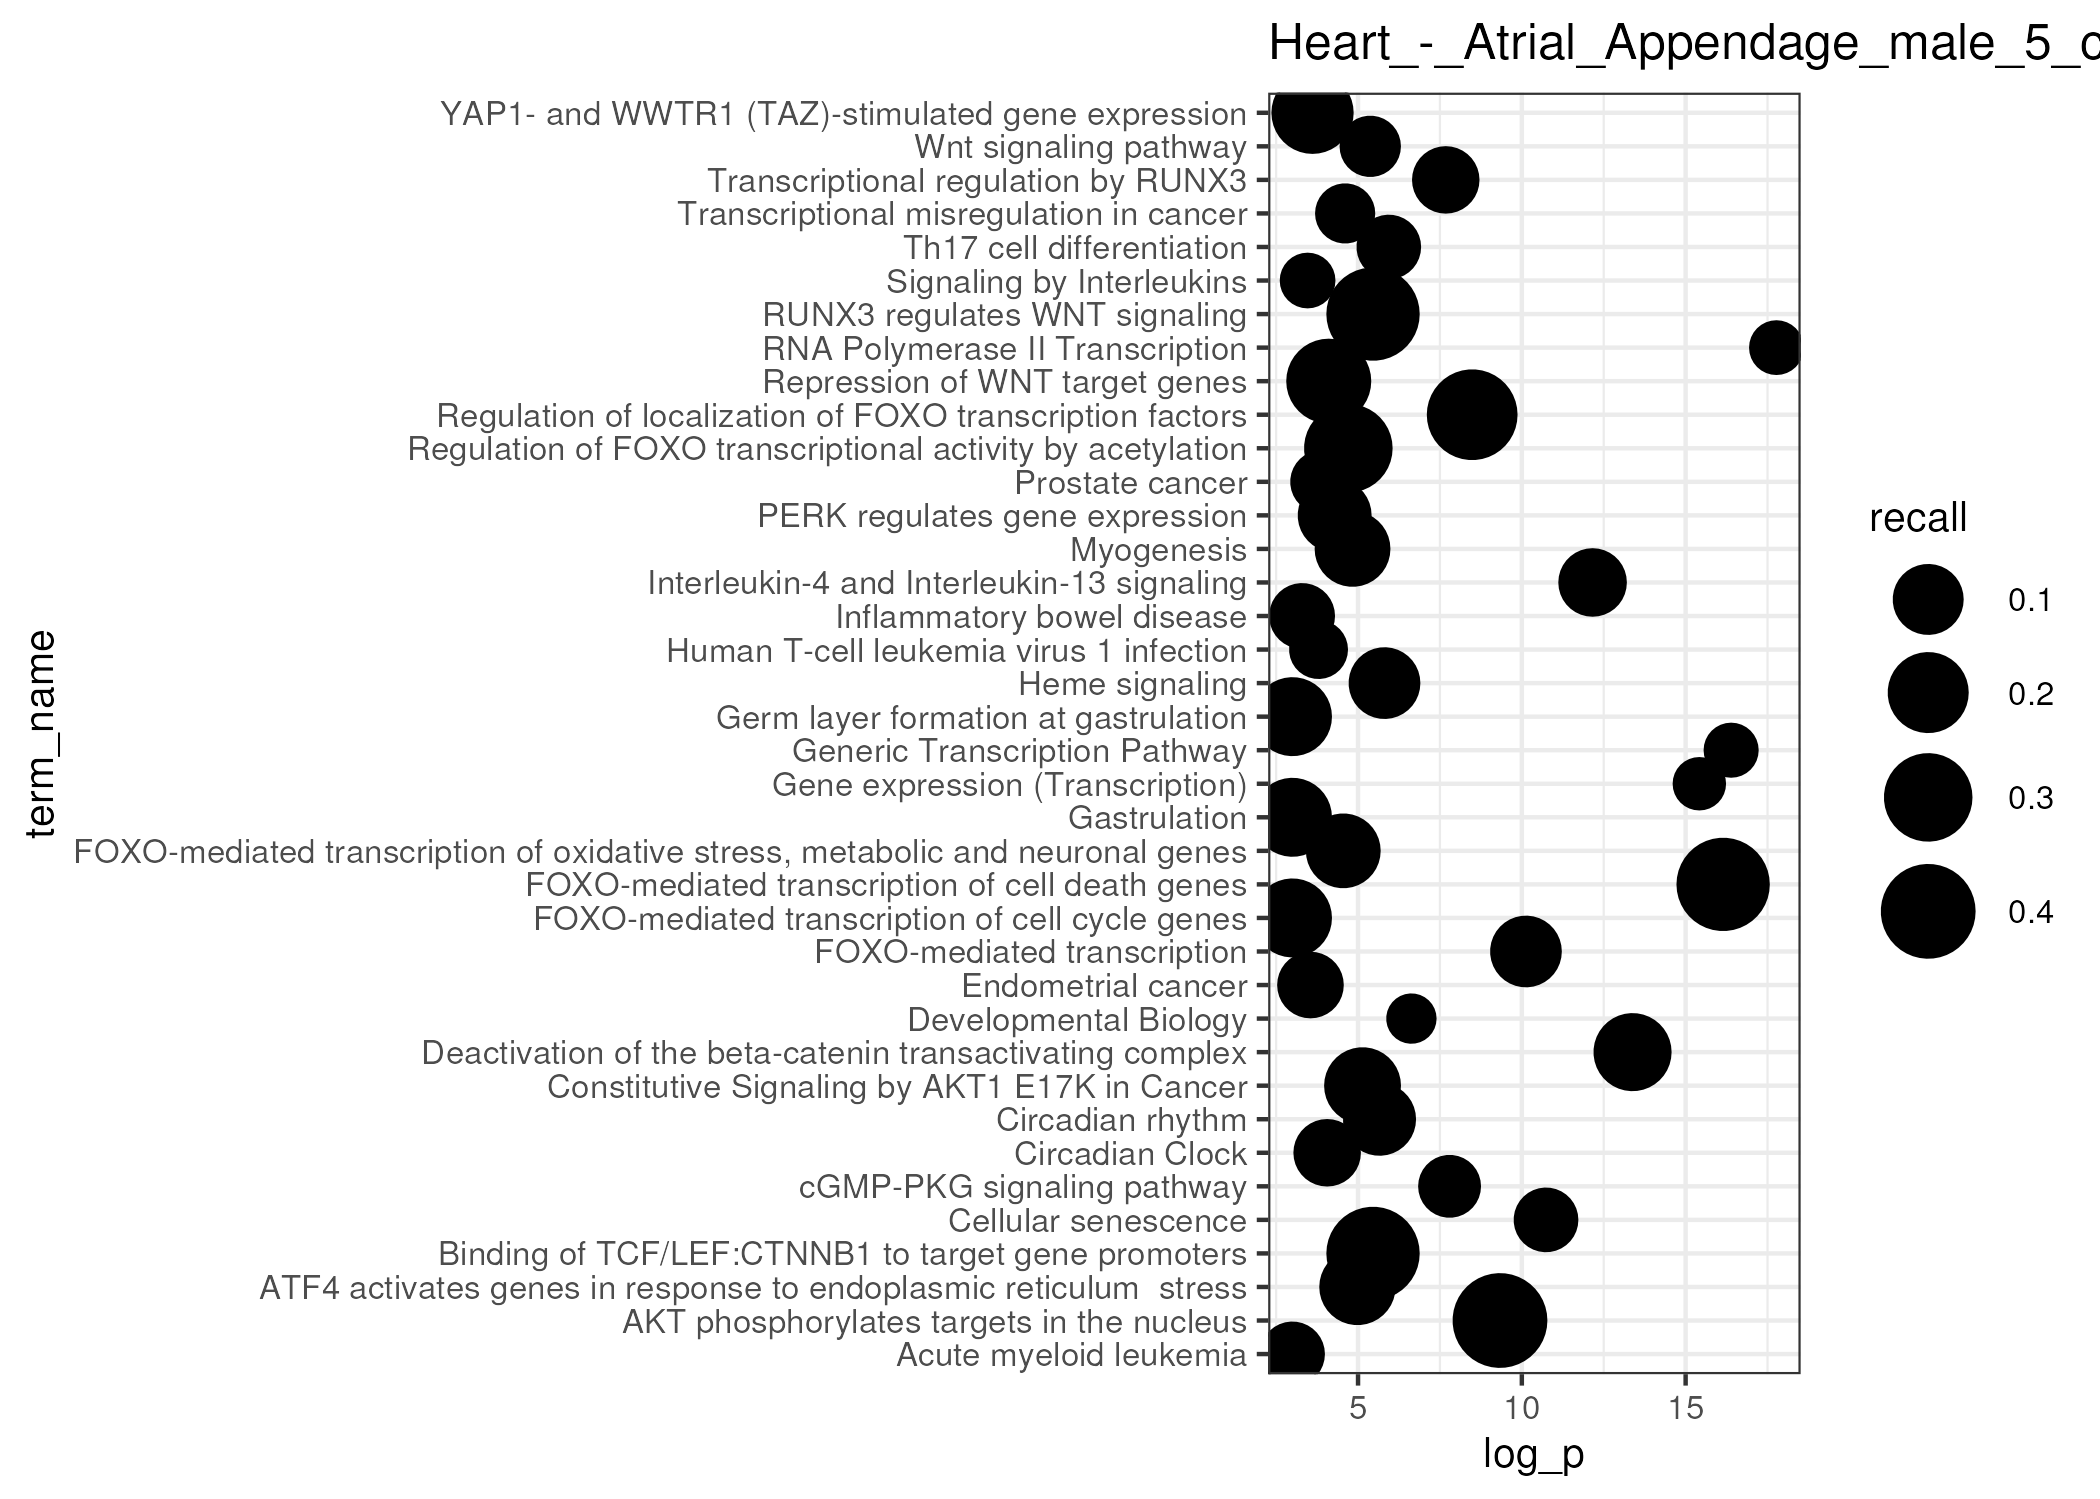 Heart_-_Atrial_Appendage_male_5_
YAP1- and WWTR1 (TAZ)-stimulated gene expression
Wnt signaling pathway
Transcriptional regulation by RUNX3
Transcriptional misregulation in cancer
Th17 cell differentiation
Signaling by Interleukins
RUNX3 regulates WNT signaling
RNA Polymerase II Transcription
Repression of WNT target genes
Regulation of localization of FOXO transcription factors
Regulation of FOXO transcriptional activity by acetylation
Prostate cancer
PERK regulates gene expression
Myogenesis
Interleukin-4 and Interleukin-13 signaling
Inflammatory bowel disease
Human T-cell leukemia virus 1 infection
Heme signaling
Germ layer formation at gastrulation
Generic Transcription Pathway
Gene expression (Transcription)
Gastrulation
FOXO-mediated transcription of oxidative stress, metabolic and neuronal genes
FOXO-mediated transcription of cell death genes
FOXO-mediated transcription of cell cycle genes
FOXO-mediated transcription
Endometrial cancer
Developmental Biology
Deactivation of the beta-catenin transactivating complex
Constitutive Signaling by AKT1 E17K in Cancer
Circadian rhythm
Circadian Clock
cGMP-PKG signaling pathway
Cellular senescence
Binding of TCF/LEF:CTNNB1 to target gene promoters
ATF4 activates genes in response to endoplasmic reticulum  stress
AKT phosphorylates targets in the nucleus
Acute myeloid leukemia
term_name
5 10 15
log_p
recall
0.1
0.2
0.3
0.4